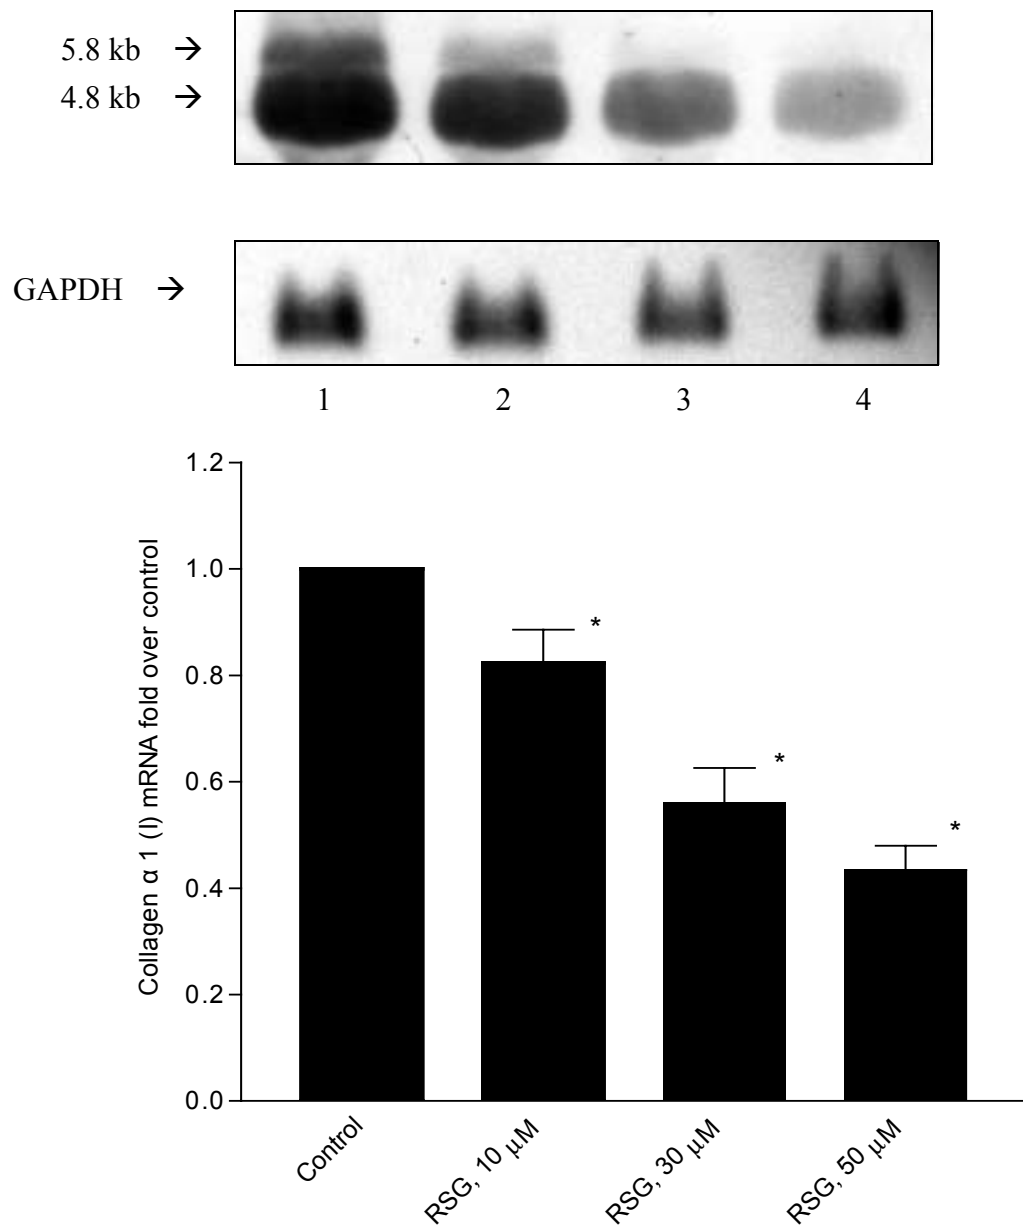 5.8 kb →
4.8 kb →
GAPDH →
1 2 3 4
Collagen α 1 (I) mRNA fold over control
1.2
1.0
0.8
0.6
0.4
0.2
0.0
*
*
*
Control
RSG, 10 μM
RSG, 30 μM
RSG, 50 μM